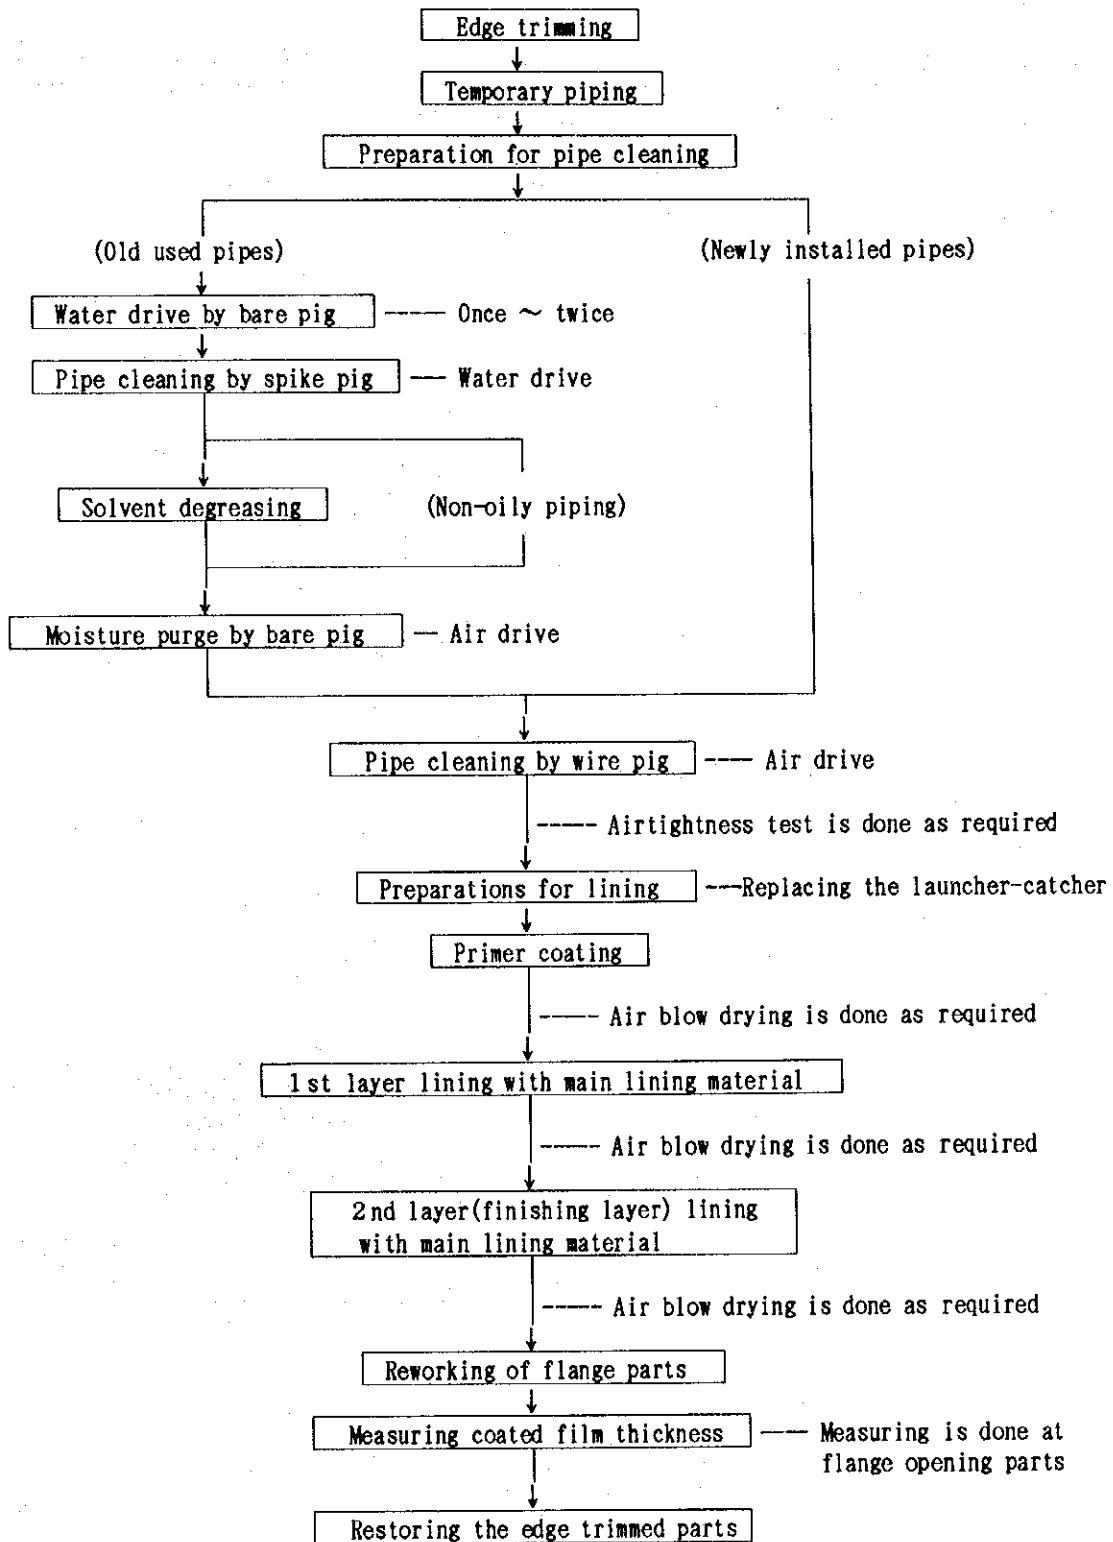 Edge trimming
Temporary piping
Preparation for pipe cleaning
(Old used pipes)
(Newly installed pipes)
Water drive by bare pig ----- Once ~ twice
Pipe cleaning by spike pig -- Water drive
Solvent degreasing
(Non-oily piping)
Moisture purge by bare pig -- Air drive
Pipe cleaning by wire pig ---- Air drive
----- Airtightness test is done as required
Preparations for lining ---Replacing the launcher-catcher
Primer coating
----- Air blow drying is done as required
1st layer lining with main lining material
----- Air blow drying is done as required
2nd layer(finishing layer) lining
with main lining material
----- Air blow drying is done as required
Reworking of flange parts
Measuring coated film thickness ---- Measuring is done at
flange opening parts
Restoring the edge trimmed parts